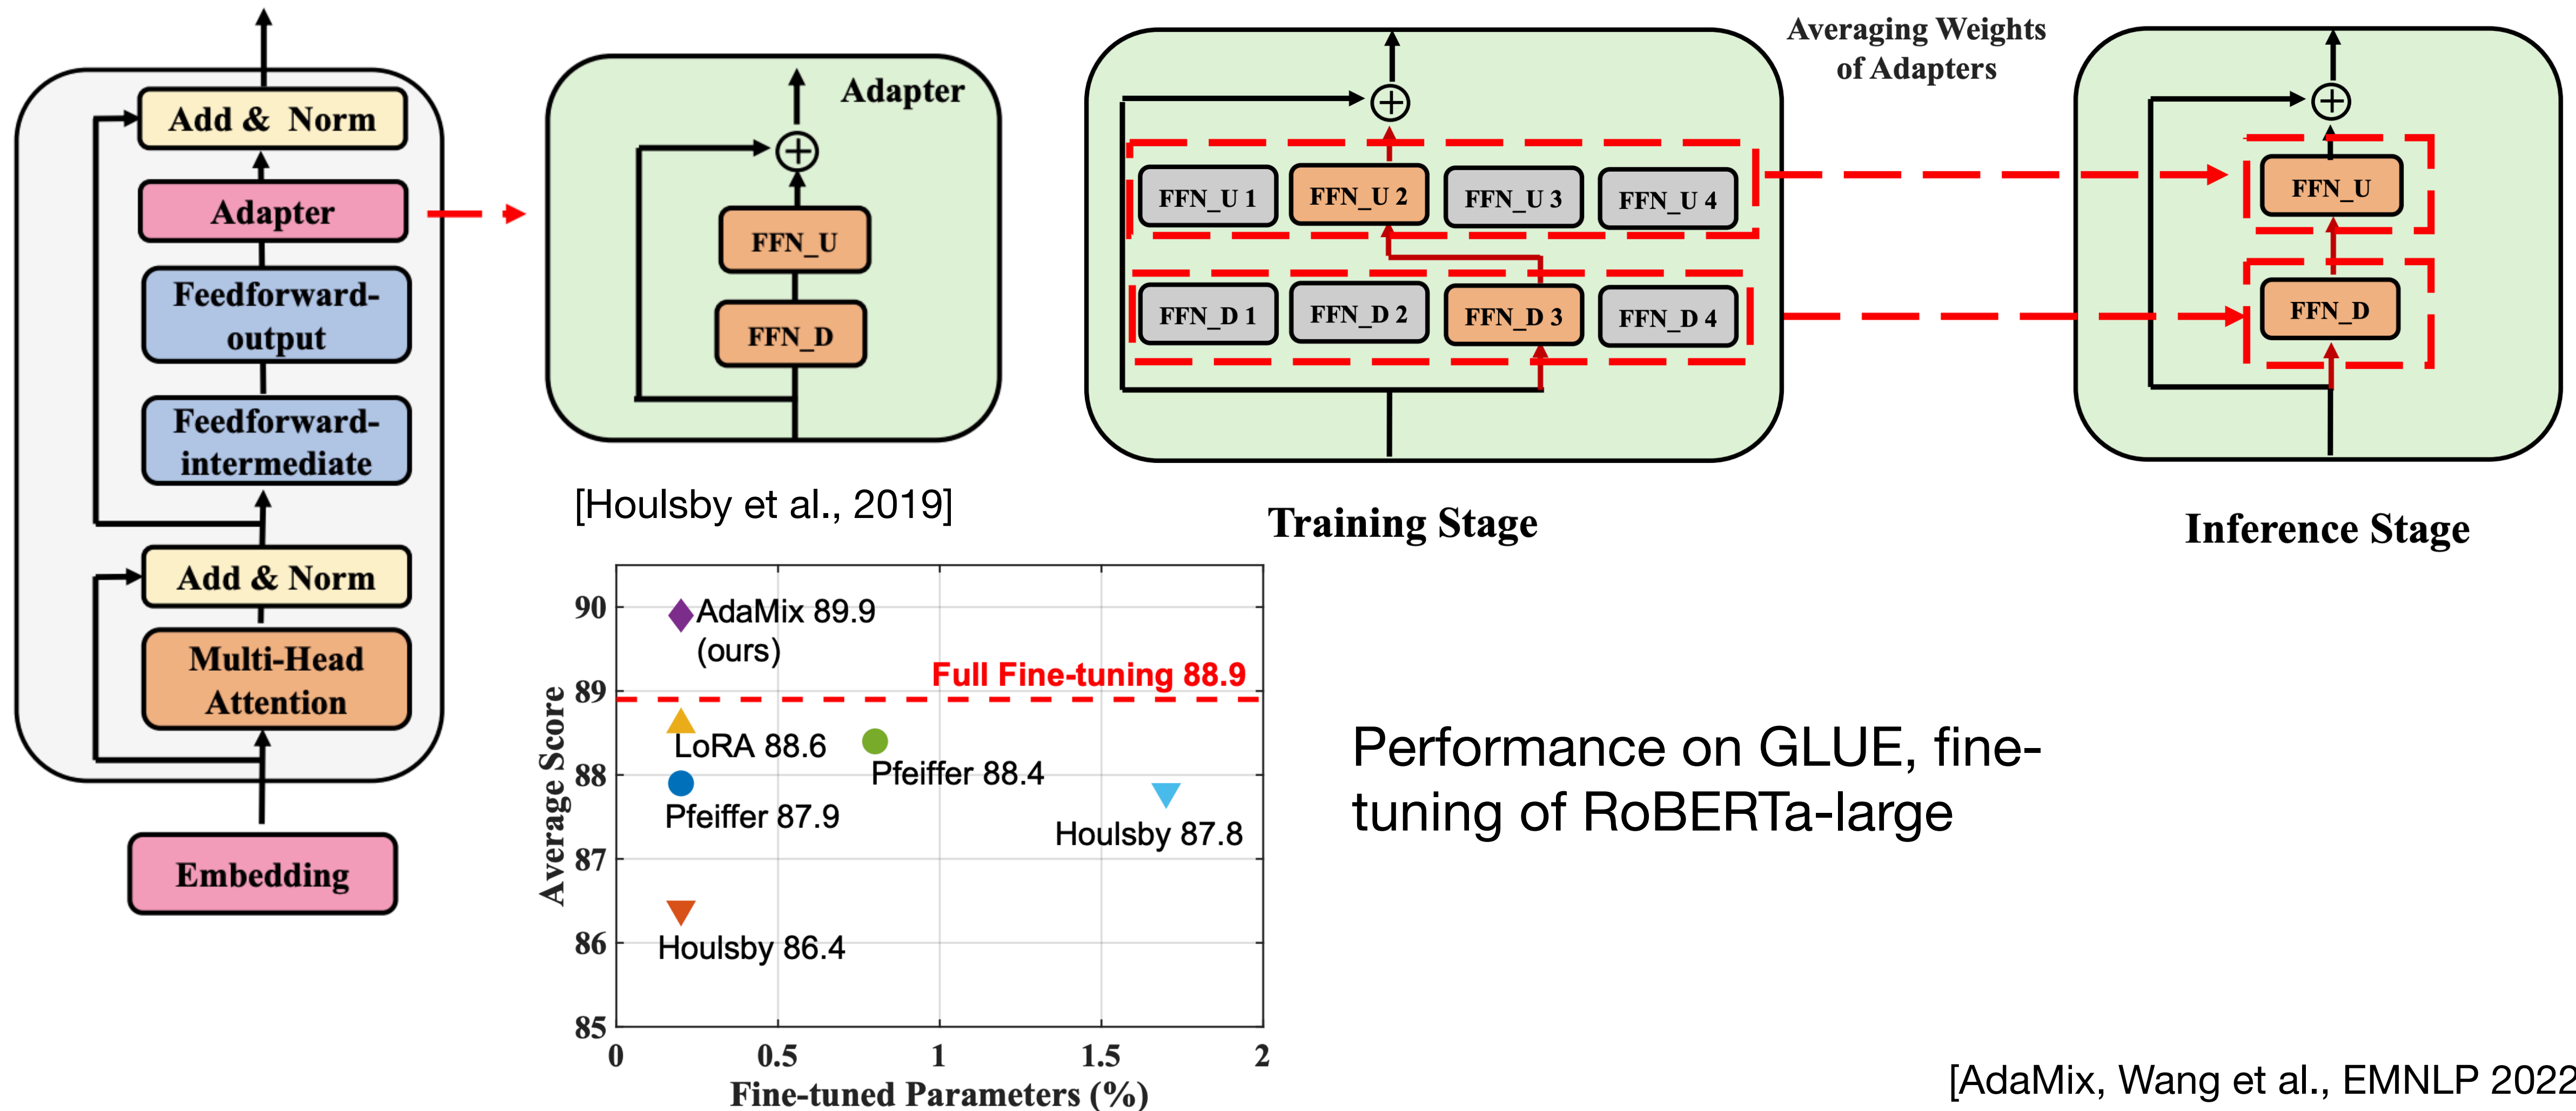 Add & Norm
Adapter
Feedforward-
output
Feedforward-
intermediate
Add & Norm
Multi-Head
Attention
Embedding
Adapter
FFN_U
FFN_D
[Houlsby et al., 2019]
FFN_U 1
FFN_U 2
FFN_U 3
FFN_U 4
FFN_D 1
FFN_D 2
FFN_D 3
FFN_D 4
Training Stage
Averaging Weights
of Adapters
FFN_U
FFN_D
Inference Stage
90
89
88
87
86
85
0
0.5
1
1.5
2
Average Score
Fine-tuned Parameters (%)
AdaMix 89.9
(ours)
Full Fine-tuning 88.9
LoRA 88.6
Pfeiffer 88.4
Pfeiffer 87.9
Houlsby 87.8
Houlsby 86.4
Performance on GLUE, fine-
tuning of RoBERTa-large
[AdaMix, Wang et al., EMNLP 2022